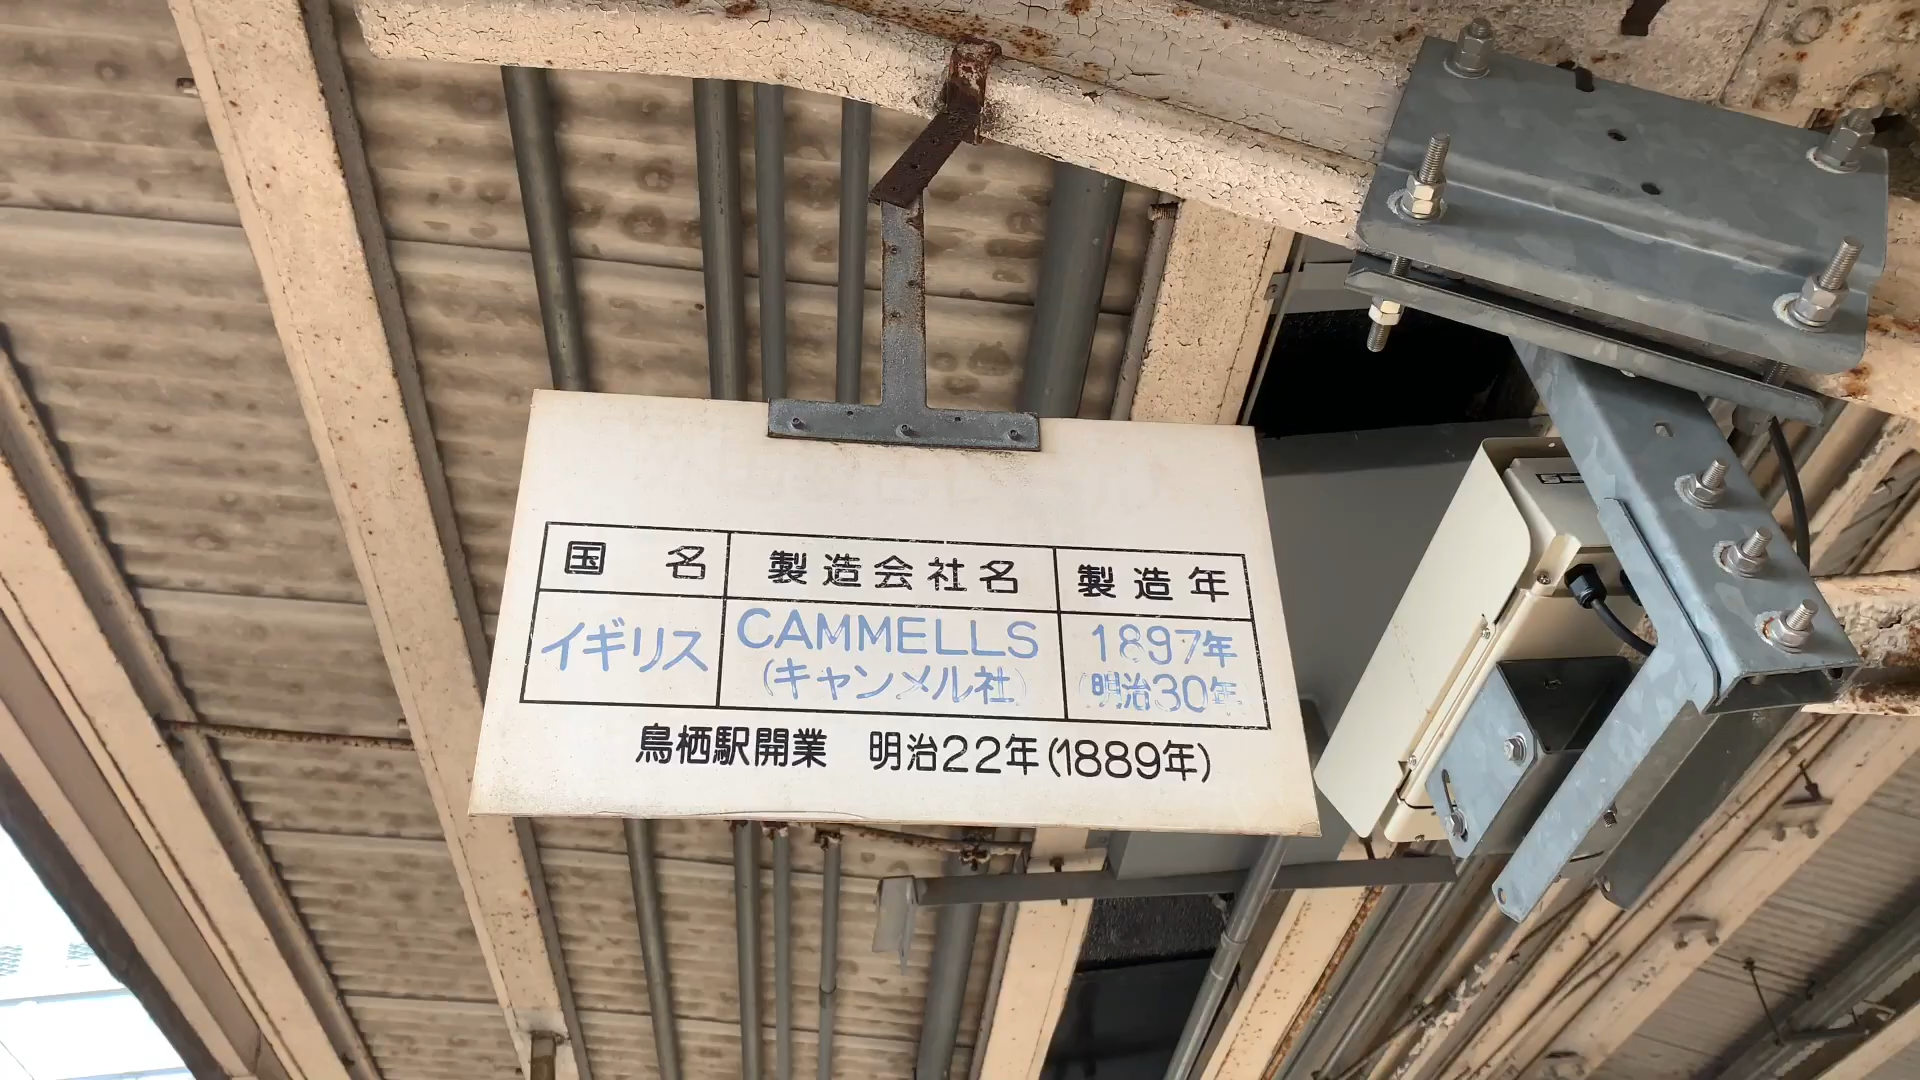 国 名 製造会社名 製造年
イギリス CAMMELLS 1897年
(キャンメル社) (明治30年)
鳥栖駅開業 明治22年(1889年)